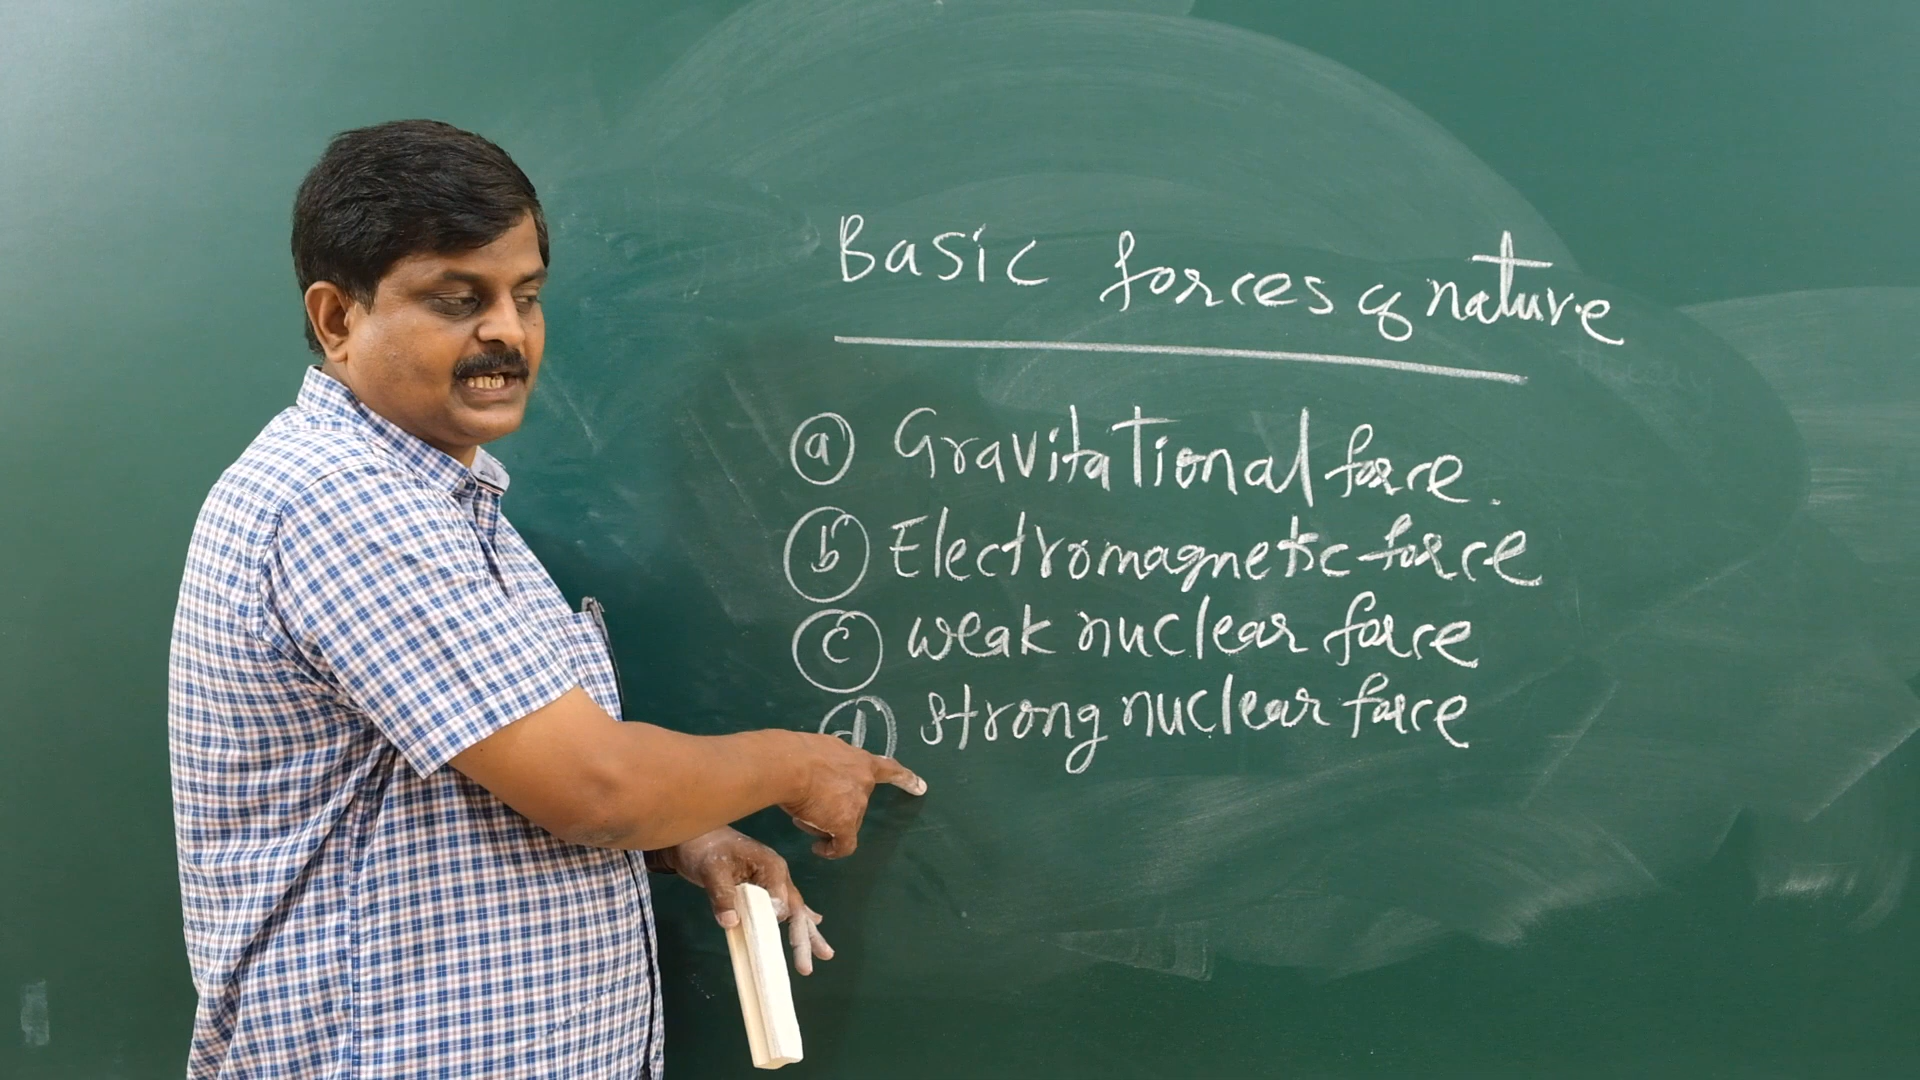 Basic forces of nature
a Gravitational force.
b Electromagnetic force
c weak nuclear force
d strong nuclear force